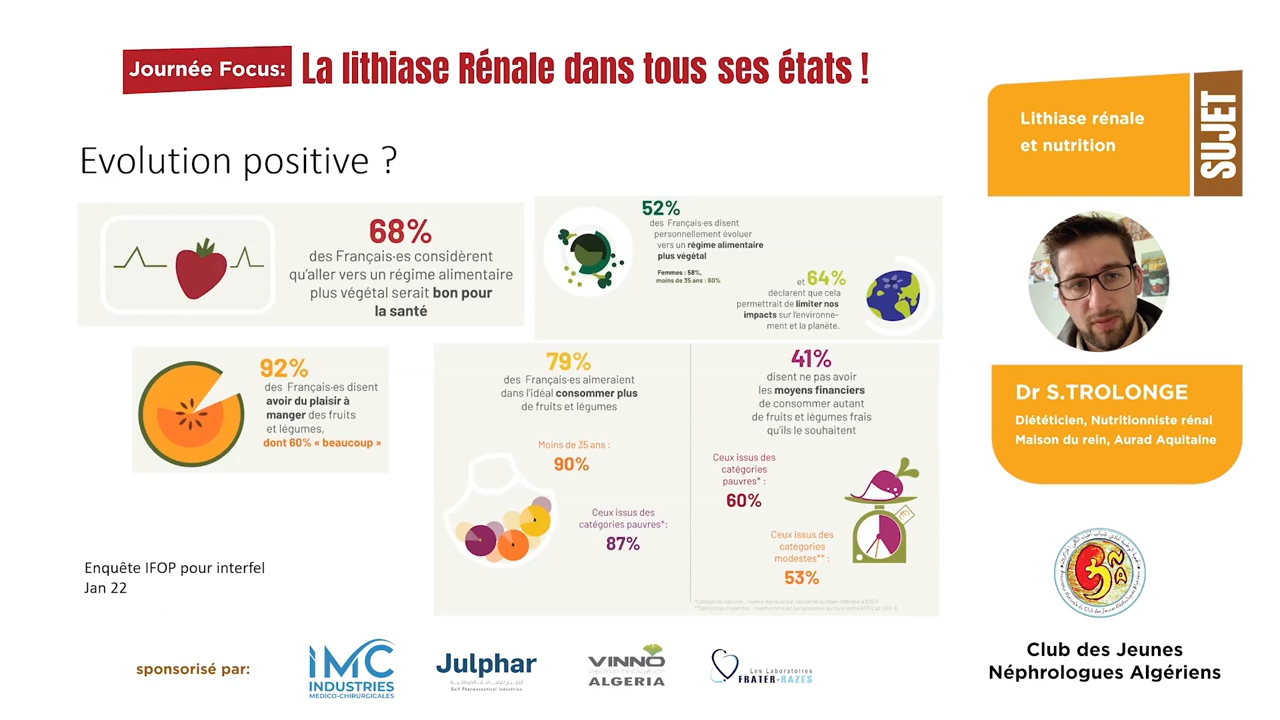 Journée Focus: La lithiase Rénale dans tous ses états !
Evolution positive ?
68%
des Français·es considèrent
qu'aller vers un régime alimentaire
plus végétal serait bon pour
la santé
52%
des Français·es disent
personnellement évoluer
vers un régime alimentaire
plus végétal
Femmes : 58%,
moins de 35 ans : 60%
et 64%
déclarent que cela
permettrait de limiter nos
impacts sur l'environne-
ment et la planète.
92%
des Français·es disent
avoir du plaisir à
manger des fruits
et légumes,
dont 60% « beaucoup »
79%
des Français·es aimeraient
dans l'idéal consommer plus
de fruits et légumes
Moins de 35 ans :
90%
Ceux issus des
catégories pauvres*:
87%
41%
disent ne pas avoir
les moyens financiers
de consommer autant
de fruits et légumes frais
qu'ils le souhaitent
Ceux issus des
catégories
pauvres* :
60%
Ceux issus des
catégories
modestes** :
53%
Enquête IFOP pour interfel
Jan 22
SUJET
Lithiase rénale
et nutrition
Dr S.TROLONGE
Diététicien, Nutritionniste rénal
Maison du rein, Aurad Aquitaine
Club des Jeunes
Néphrologues Algériens
sponsorisé par:
IMC
INDUSTRIES
MEDICO-CHIRURGICALES
Julphar
Gulf Pharmaceutical Industries
VINNO
ALGERIA
Les Laboratoires
FRATER-RAZES